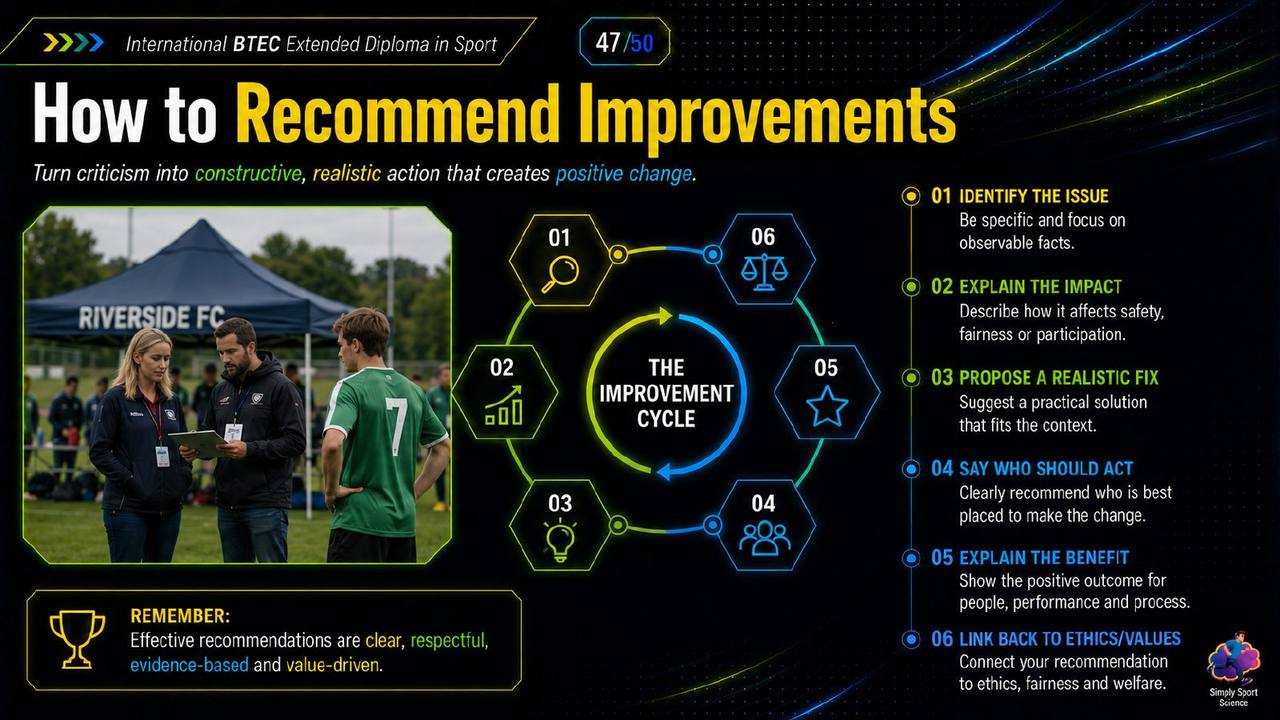 International BTEC Extended Diploma in Sport
47/50
How to Recommend Improvements
Turn criticism into constructive, realistic action that creates positive change.
RIVERSIDE FC
7
01
06
02
THE
IMPROVEMENT
CYCLE
05
03
04
01 IDENTIFY THE ISSUE
Be specific and focus on
observable facts.
02 EXPLAIN THE IMPACT
Describe how it affects safety,
fairness or participation.
03 PROPOSE A REALISTIC FIX
Suggest a practical solution
that fits the context.
04 SAY WHO SHOULD ACT
Clearly recommend who is best
placed to make the change.
05 EXPLAIN THE BENEFIT
Show the positive outcome for
people, performance and process.
06 LINK BACK TO ETHICS/VALUES
Connect your recommendation
to ethics, fairness and welfare.
REMEMBER:
Effective recommendations are clear, respectful,
evidence-based and value-driven.
Simply Sport
Science